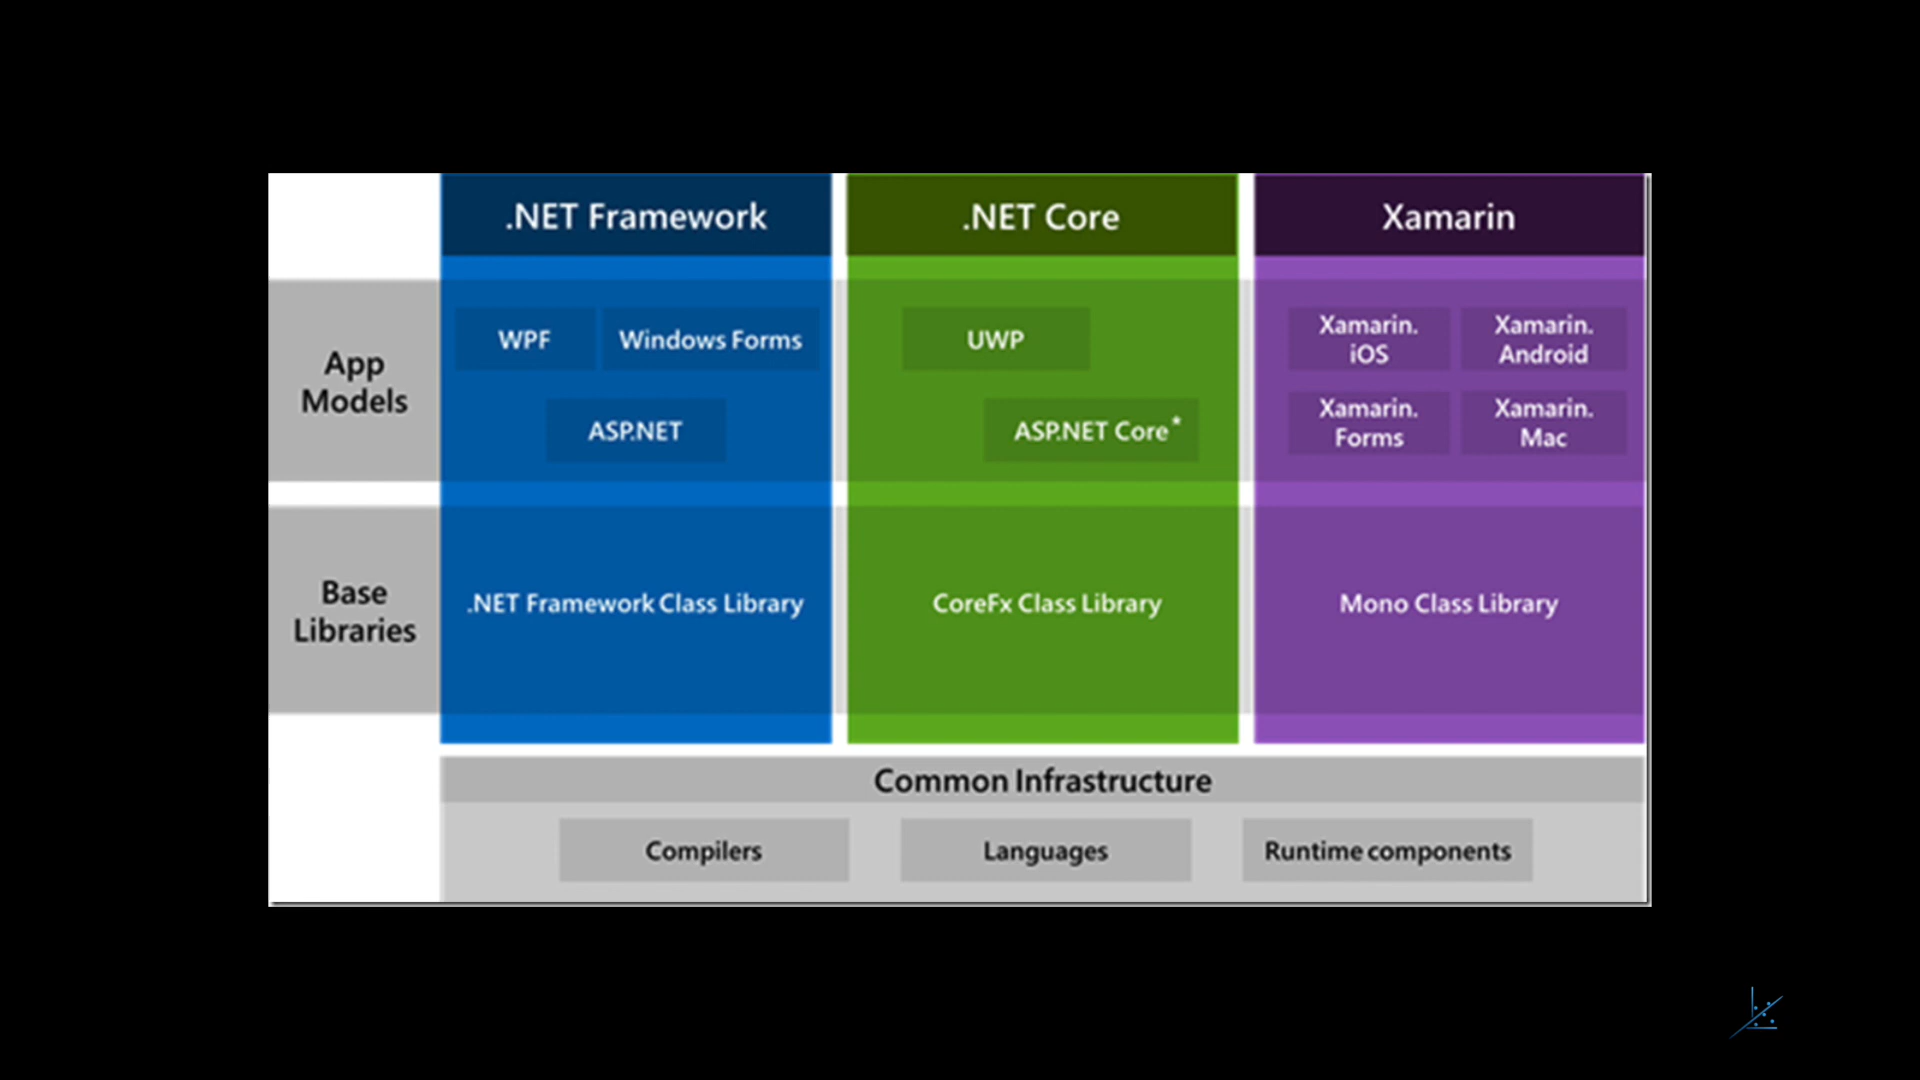 .NET Framework
.NET Core
Xamarin
App
Models
WPF
Windows Forms
ASP.NET
UWP
ASP.NET Core*
Xamarin.
iOS
Xamarin.
Android
Xamarin.
Forms
Xamarin.
Mac
Base
Libraries
.NET Framework Class Library
CoreFx Class Library
Mono Class Library
Common Infrastructure
Compilers
Languages
Runtime components